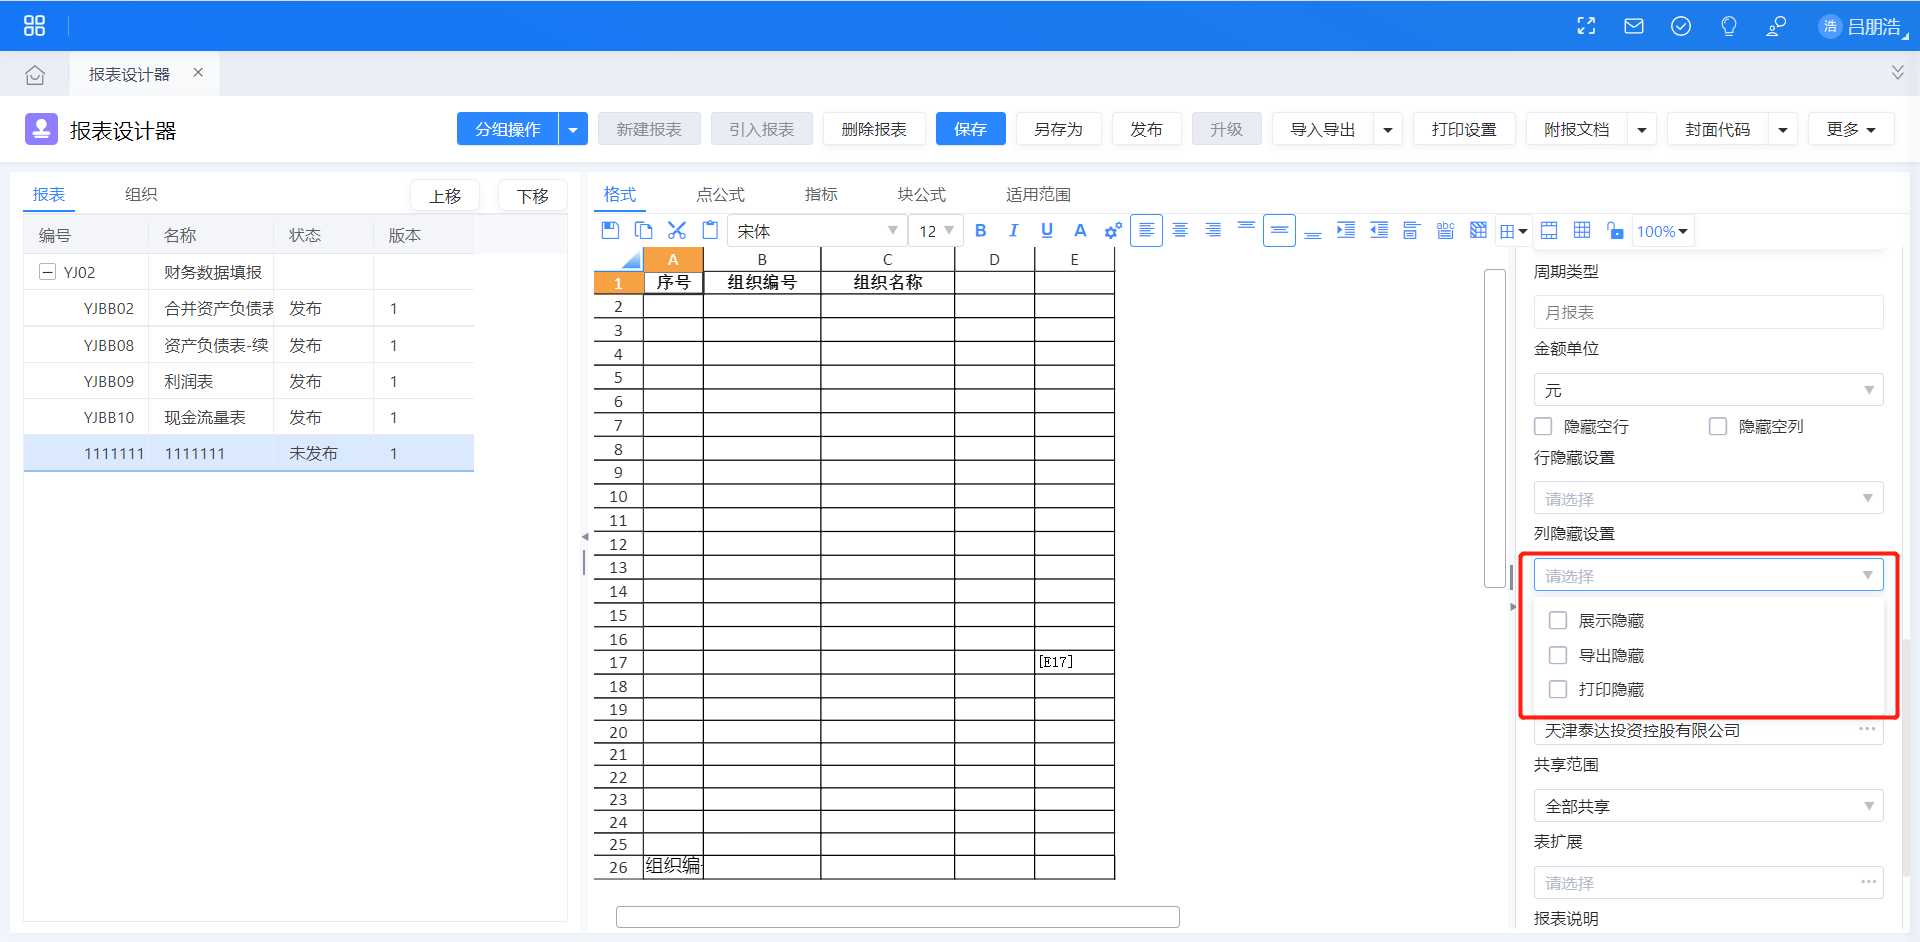 浩 吕朋浩
报表设计器
报表设计器 分组操作 新建报表 引入报表 删除报表 保存 另存为 发布 升级 导入导出 打印设置 附报文档 封面代码 更多
报表 组织 上移 下移
编号 名称 状态 版本
YJ02 财务数据填报
YJBB02 合并资产负债表 发布 1
YJBB08 资产负债表-续 发布 1
YJBB09 利润表 发布 1
YJBB10 现金流量表 发布 1
1111111 1111111 未发布 1
格式 点公式 指标 块公式 适用范围
宋体 12 B I U A abc 100%
A B C D E
1 序号 组织编号 组织名称
2
3
4
5
6
7
8
9
10
11
12
13
14
15
16
17 [E17]
18
19
20
21
22
23
24
25
26 组织编
周期类型
月报表
金额单位
元
隐藏空行 隐藏空列
行隐藏设置
请选择
列隐藏设置
请选择
展示隐藏
导出隐藏
打印隐藏
天津泰达投资控股有限公司
共享范围
全部共享
表扩展
请选择
报表说明